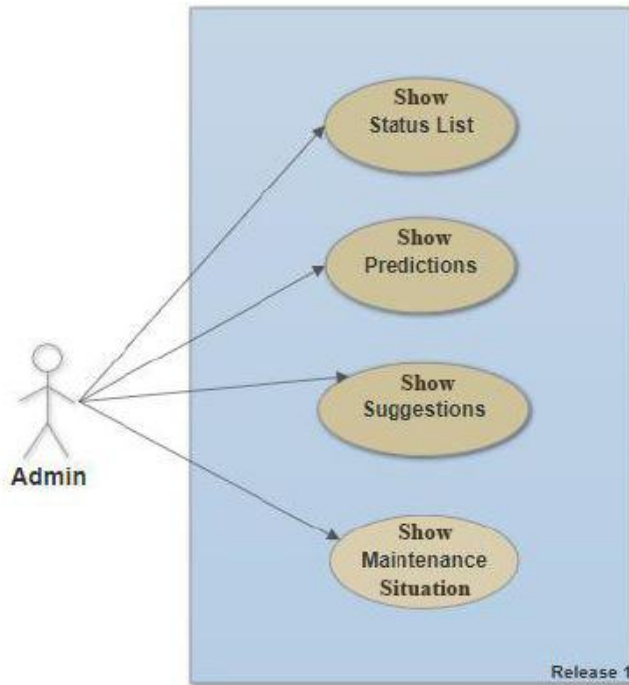 Show
Status List
Show
Predictions
Show
Suggestions
Admin
Show
Maintenance
Situation
Release 1